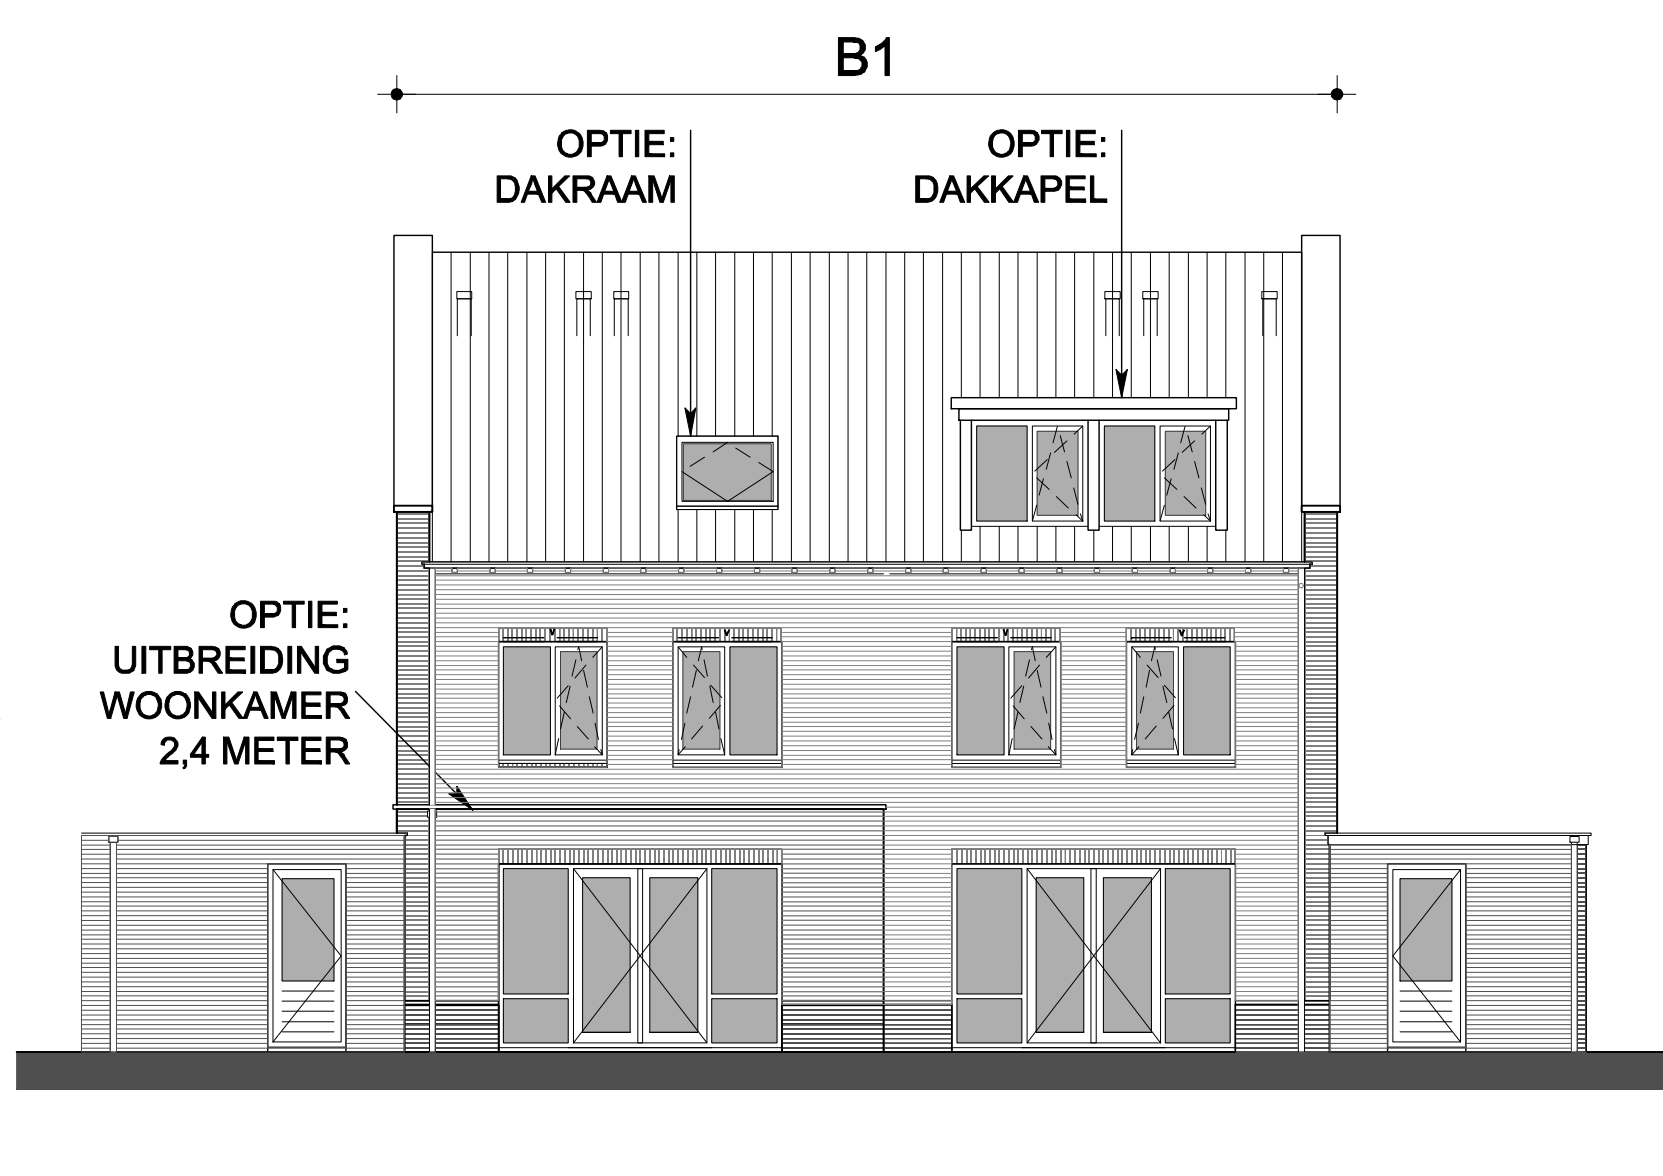 B1
OPTIE:
DAKRAAM
OPTIE:
DAKKAPEL
OPTIE:
UITBREIDING
WOONKAMER
2,4 METER